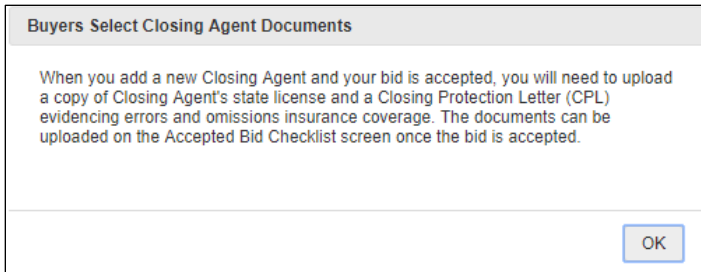 Buyers Select Closing Agent Documents
When you add a new Closing Agent and your bid is accepted, you will need to upload
a copy of Closing Agent's state license and a Closing Protection Letter (CPL)
evidencing errors and omissions insurance coverage. The documents can be
uploaded on the Accepted Bid Checklist screen once the bid is accepted.
OK